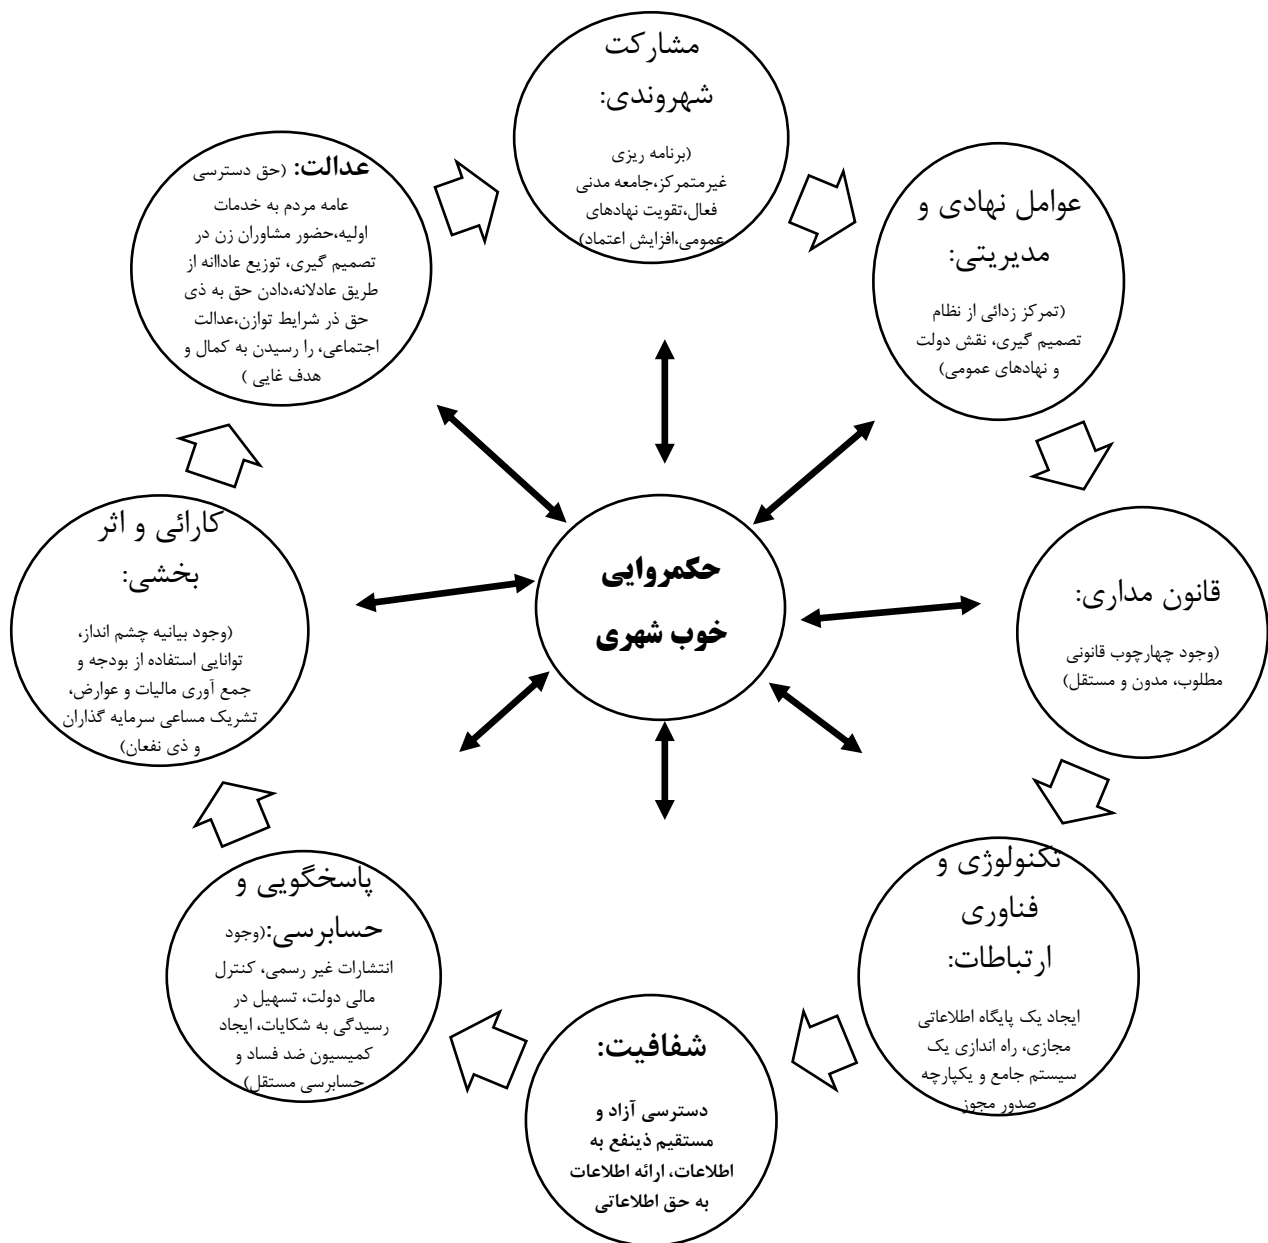 مشارکت
شهروندی:
(برنامه ریزی
غیرمتمرکز،جامعه مدنی
فعال،تقویت نهادهای
عمومی،افزایش اعتماد)
عوامل نهادی و
مدیریتی:
(تمرکز زدائی از نظام
تصمیم گیری، نقش دولت
و نهادهای عمومی)
قانون مداری:
(وجود چهارچوب قانونی
مطلوب، مدون و مستقل)
تکنولوژی و
فناوری
ارتباطات:
ایجاد یک پایگاه اطلاعاتی
مجازی، راه اندازی یک
سیستم جامع و یکپارچه
صدور مجوز
شفافیت:
دسترسی آزاد و
مستقیم ذینفع به
اطلاعات، ارائه اطلاعات
به حق اطلاعاتی
پاسخگویی و
حسابرسی:(وجود
انتشارات غیر رسمی، کنترل
مالی دولت، تسهیل در
رسیدگی به شکایات، ایجاد
کمیسیون ضد فساد و
حسابرسی مستقل)
کارائی و اثر
بخشی:
(وجود بیانیه چشم انداز،
توانایی استفاده از بودجه و
جمع آوری مالیات و عوارض،
تشریک مساعی سرمایه گذاران
و ذی نفعان)
عدالت: (حق دسترسی
عامه مردم به خدمات
اولیه،حضور مشاوران زن در
تصمیم گیری، توزیع عاداانه از
طریق عادلانه،دادن حق به ذی
حق ذر شرایط توازن،عدالت
اجتماعی، را رسیدن به کمال و
هدف غایی )
حکمروایی
خوب شهری